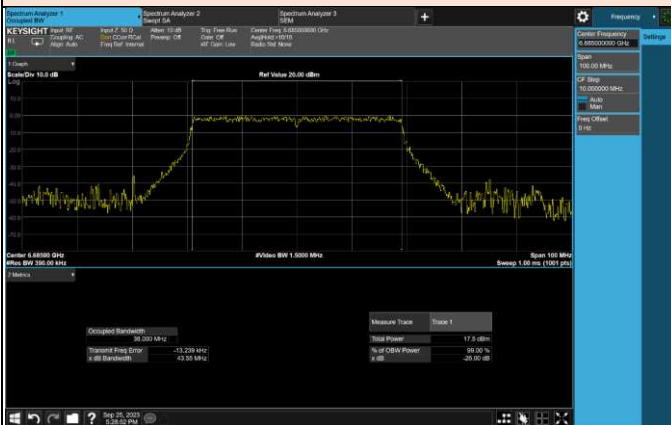 Spectrum Analyzer 1
Occupied BW
Spectrum Analyzer 2
Swept SA
Spectrum Analyzer 3
SEM
+
Frequency
KEYSIGHT
Input: RF
Coupling: AC
Align: Auto
Input Z: 50 Ω
Corr CCorr RCal
Freq Ref: Internal
Atten: 10 dB
Preamp: Off
Trig: Free Run
Gate: Off
#IF Gain: Low
Center Freq: 6.685000000 GHz
Avg|Hold:>10/10
Radio Std: None
Center Frequency
6.685000000 GHz
Settings
Span
100.00 MHz
CF Step
10.000000 MHz
Auto
Man
Freq Offset
0 Hz
1 Graph
Scale/Div 10.0 dB
Ref Value 20.00 dBm
Log
Center 6.68500 GHz
#Res BW 390.00 kHz
#Video BW 1.5000 MHz
Span 100 MHz
Sweep 1.00 ms (1001 pts)
2 Metrics
Measure Trace
Trace 1
Occupied Bandwidth
Total Power
17.5 dBm
Transmit Freq Error
-13.239 kHz
% of OBW Power
99.00 %
x dB Bandwidth
43.55 MHz
x dB
-26.00 dB
?
Sep 25, 2023
5:28:52 PM